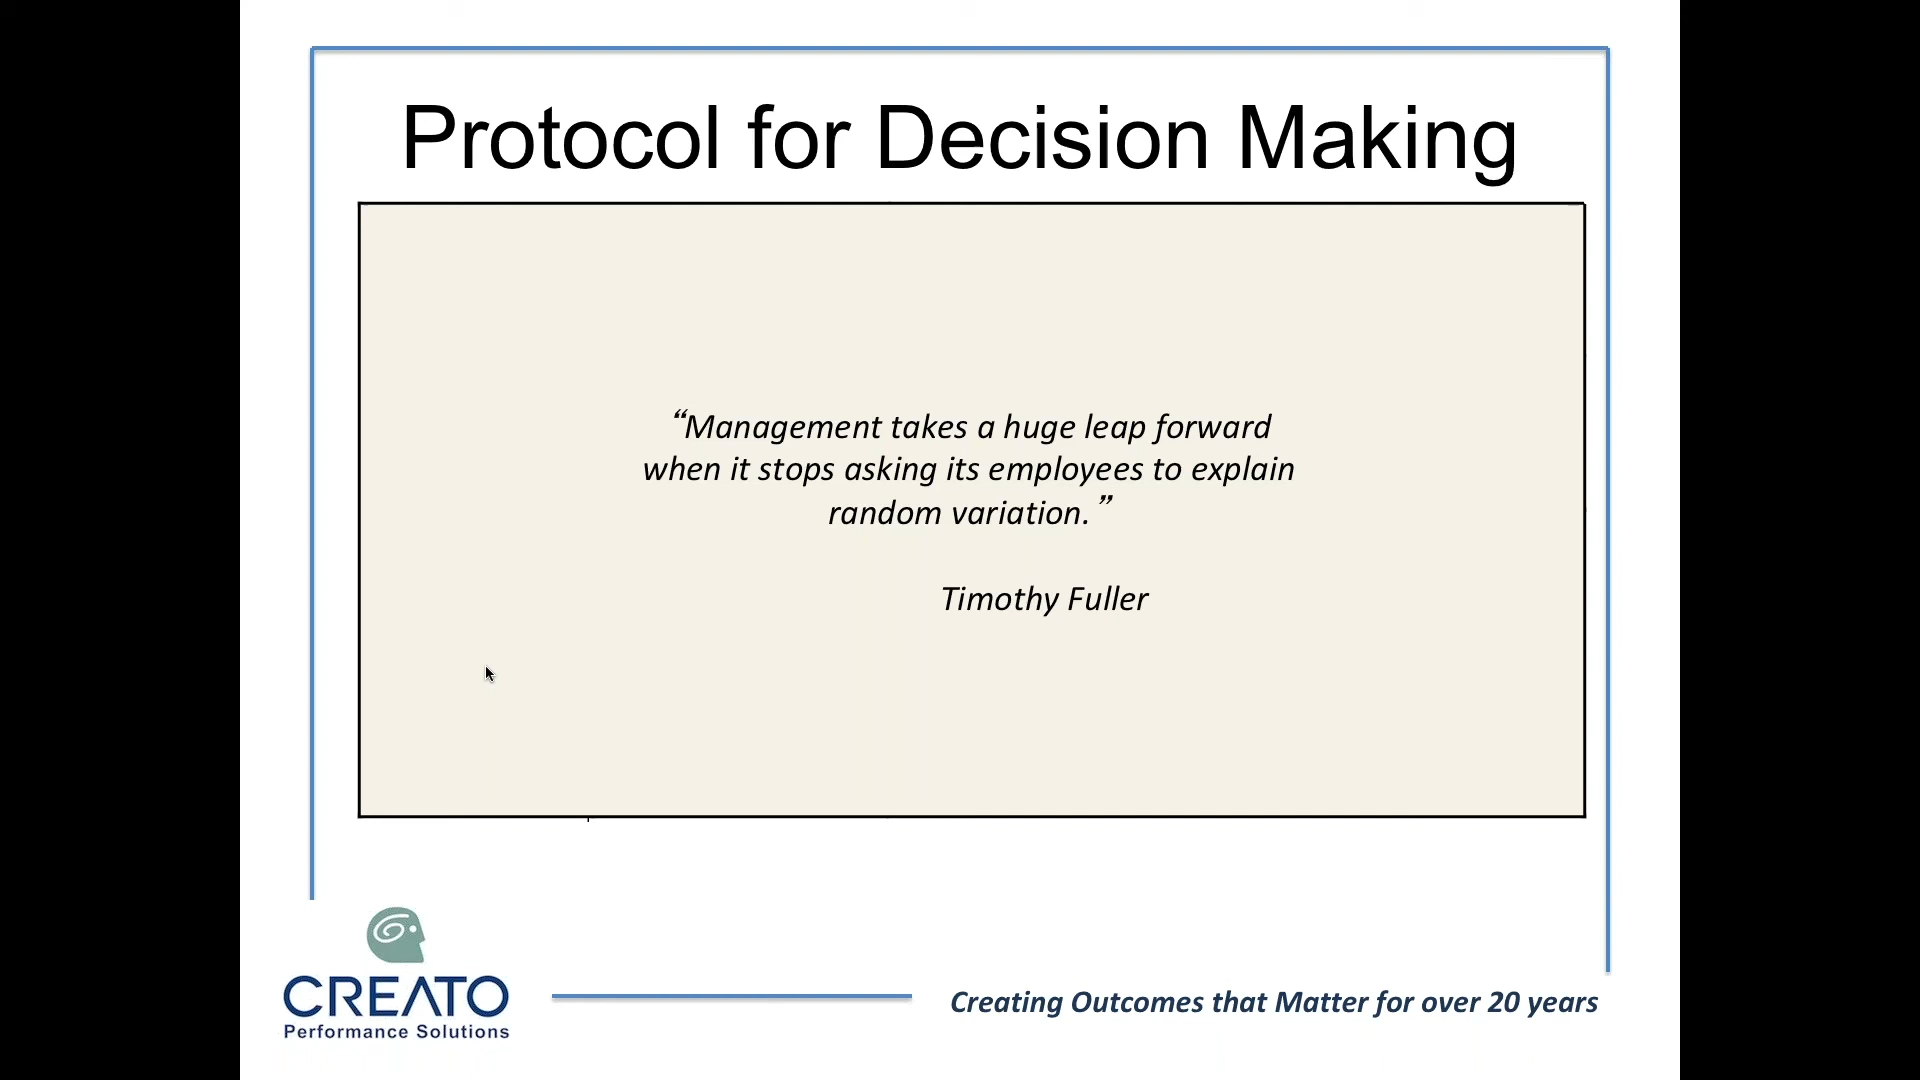 Protocol for Decision Making
“Management takes a huge leap forward
when it stops asking its employees to explain
random variation.”
Timothy Fuller
CREATO
Performance Solutions
Creating Outcomes that Matter for over 20 years